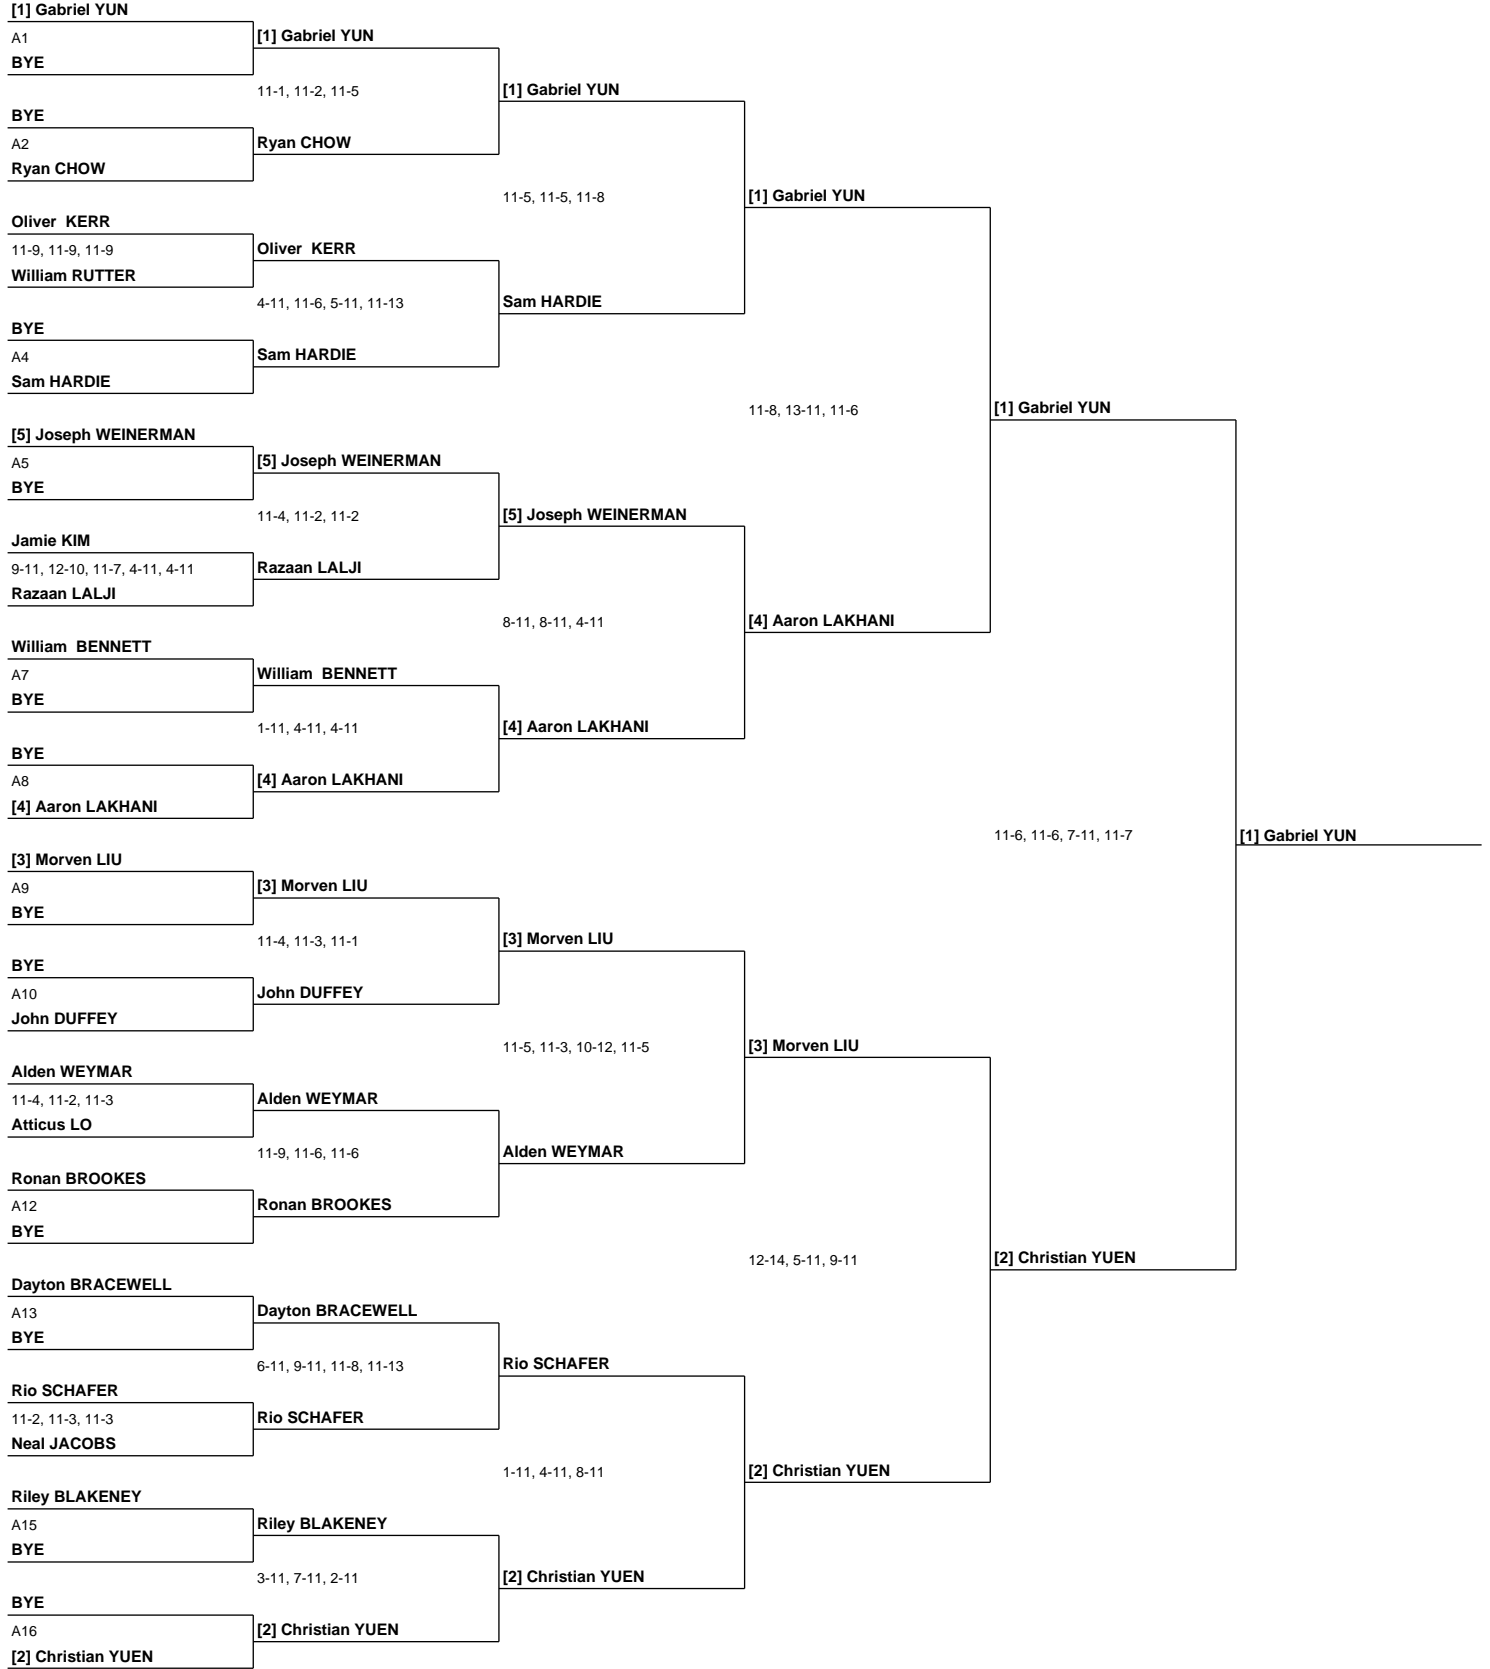 [1] Gabriel YUN
A1
BYE
BYE
A2
Ryan CHOW
Oliver  KERR
11-9, 11-9, 11-9
William RUTTER
BYE
A4
Sam HARDIE
[5] Joseph WEINERMAN
A5
BYE
Jamie KIM
9-11, 12-10, 11-7, 4-11, 4-11
Razaan LALJI
William  BENNETT
A7
BYE
BYE
A8
[4] Aaron LAKHANI
[3] Morven LIU
A9
BYE
BYE
A10
John DUFFEY
Alden WEYMAR
11-4, 11-2, 11-3
Atticus LO
Ronan BROOKES
A12
BYE
Dayton BRACEWELL
A13
BYE
Rio SCHAFER
11-2, 11-3, 11-3
Neal JACOBS
Riley BLAKENEY
A15
BYE
BYE
A16
[2] Christian YUEN
[1] Gabriel YUN
11-1, 11-2, 11-5
Ryan CHOW
Oliver  KERR
4-11, 11-6, 5-11, 11-13
Sam HARDIE
[5] Joseph WEINERMAN
11-4, 11-2, 11-2
Razaan LALJI
William  BENNETT
1-11, 4-11, 4-11
[4] Aaron LAKHANI
[3] Morven LIU
11-4, 11-3, 11-1
John DUFFEY
Alden WEYMAR
11-9, 11-6, 11-6
Ronan BROOKES
Dayton BRACEWELL
6-11, 9-11, 11-8, 11-13
Rio SCHAFER
Riley BLAKENEY
3-11, 7-11, 2-11
[2] Christian YUEN
[1] Gabriel YUN
11-5, 11-5, 11-8
Sam HARDIE
[5] Joseph WEINERMAN
8-11, 8-11, 4-11
[4] Aaron LAKHANI
[3] Morven LIU
11-5, 11-3, 10-12, 11-5
Alden WEYMAR
Rio SCHAFER
1-11, 4-11, 8-11
[2] Christian YUEN
[1] Gabriel YUN
11-8, 13-11, 11-6
[4] Aaron LAKHANI
[3] Morven LIU
12-14, 5-11, 9-11
[2] Christian YUEN
[1] Gabriel YUN
11-6, 11-6, 7-11, 11-7
[2] Christian YUEN
[1] Gabriel YUN